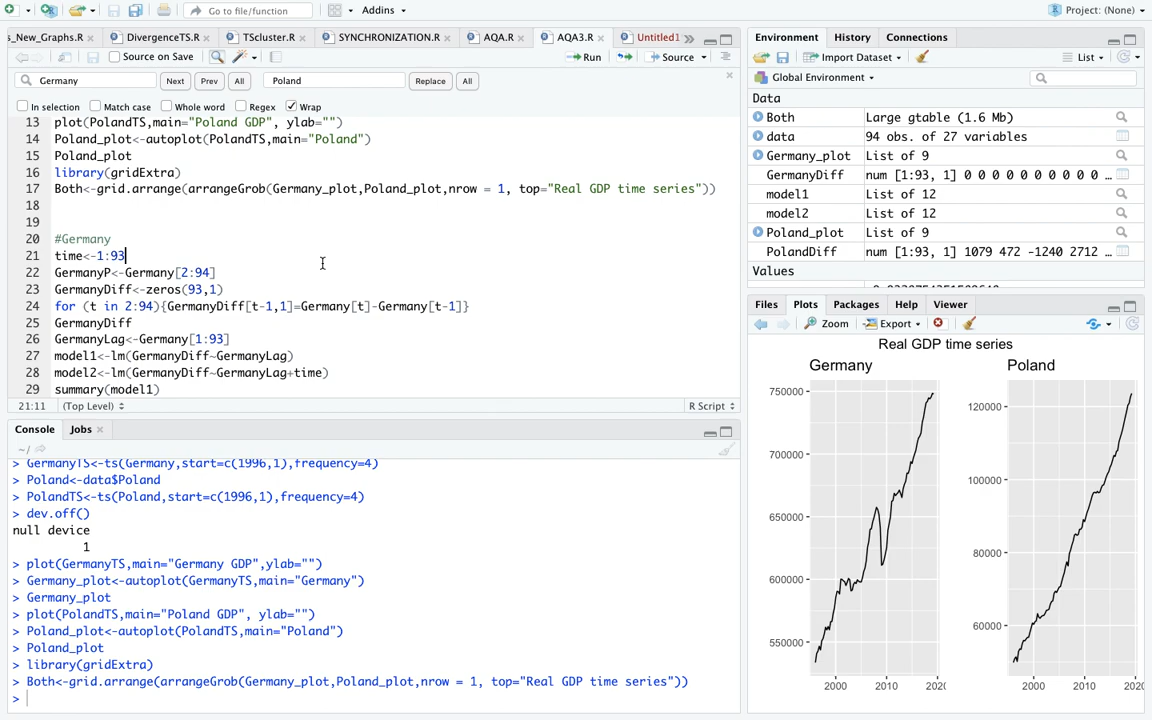 Go to file/function
Addins
Project: (None)
s_New_Graphs.R
DivergenceTS.R
TScluster.R
SYNCHRONIZATION.R
AQA.R
AQA3.R
Untitled1
Source on Save
Run
Source
Germany
Next
Prev
All
Poland
Replace
All
In selection
Match case
Whole word
Regex
Wrap
13 plot(PolandTS,main="Poland GDP", ylab="")
14 Poland_plot<-autoplot(PolandTS,main="Poland")
15 Poland_plot
16 library(gridExtra)
17 Both<-grid.arrange(arrangeGrob(Germany_plot,Poland_plot,nrow = 1, top="Real GDP time series"))
18
19
20 #Germany
21 time<-1:93
22 GermanyP<-Germany[2:94]
23 GermanyDiff<-zeros(93,1)
24 for (t in 2:94){GermanyDiff[t-1,1]=Germany[t]-Germany[t-1]}
25 GermanyDiff
26 GermanyLag<-Germany[1:93]
27 model1<-lm(GermanyDiff~GermanyLag)
28 model2<-lm(GermanyDiff~GermanyLag+time)
29 summary(model1)
21:11 (Top Level) R Script
Console Jobs
~/
> GermanyTS<-ts(Germany,start=c(1996,1),frequency=4)
> Poland<-data$Poland
> PolandTS<-ts(Poland,start=c(1996,1),frequency=4)
> dev.off()
null device
1
> plot(GermanyTS,main="Germany GDP",ylab="")
> Germany_plot<-autoplot(GermanyTS,main="Germany")
> Germany_plot
> plot(PolandTS,main="Poland GDP", ylab="")
> Poland_plot<-autoplot(PolandTS,main="Poland")
> Poland_plot
> library(gridExtra)
> Both<-grid.arrange(arrangeGrob(Germany_plot,Poland_plot,nrow = 1, top="Real GDP time series"))
>
Environment History Connections
Import Dataset
List
Global Environment
Data
Both Large gtable (1.6 Mb)
data 94 obs. of 27 variables
Germany_plot List of 9
GermanyDiff num [1:93, 1] 0 0 0 0 0 0 0 0 0 0 …
model1 List of 12
model2 List of 12
Poland_plot List of 9
PolandDiff num [1:93, 1] 1079 472 -1240 2712 …
Values
Files Plots Packages Help Viewer
Zoom Export
Real GDP time series
Germany
750000
700000
650000
600000
550000
2000 2010 202
Poland
120000
100000
80000
60000
2000 2010 2020